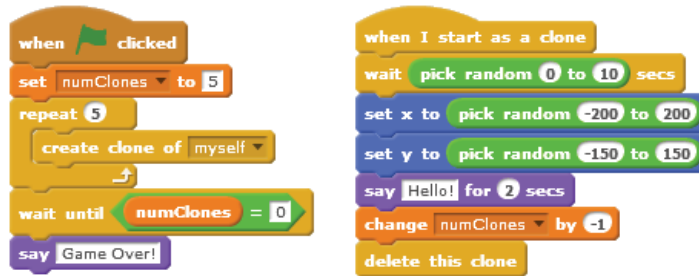 when clicked
set numClones to 5
repeat 5
create clone of myself
wait until numClones = 0
say Game Over!
when I start as a clone
wait pick random 0 to 10 secs
set x to pick random -200 to 200
set y to pick random -150 to 150
say Hello! for 2 secs
change numClones by -1
delete this clone